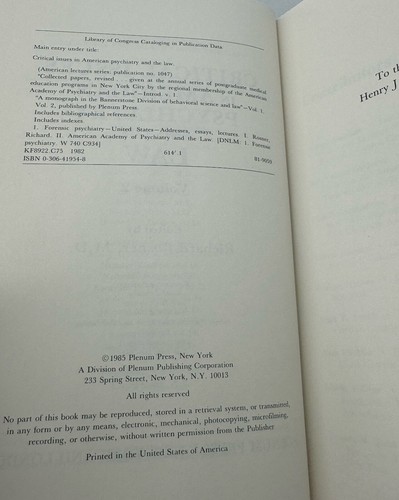 Library of Congress Cataloging in Publication Data
Main entry under title:
Critical issues in American psychiatry and the law.
(American lectures series: publication no. 1047)
"Collected papers, revised . . . given at the annual series of postgraduate medical
education programs in New York City by the regional membership of the American
Academy of Psychiatry and the Law"—Introd. v. 1.
"A monograph in the Bannerstone Division of behavioral science and law"—Vol. 1.
Vol. 2, published by Plenum Press.
Includes bibliographical references.
Includes indexes
1. Forensic psychiatry—United States—Addresses, essays, lectures. I. Rosner,
Richard. II. American Academy of Psychiatry and the Law. [DNLM: 1. Forensic
psychiatry. W 740 C934]
KF8922.C73 1982 614'.1 81-9059
ISBN 0-306-41954-8
©1985 Plenum Press, New York
A Division of Plenum Publishing Corporation
233 Spring Street, New York, N.Y. 10013
All rights reserved
No part of this book may be reproduced, stored in a retrieval system, or transmitted,
in any form or by any means, electronic, mechanical, photocopying, microfilming,
recording, or otherwise, without written permission from the Publisher
Printed in the United States of America
To th
Henry J